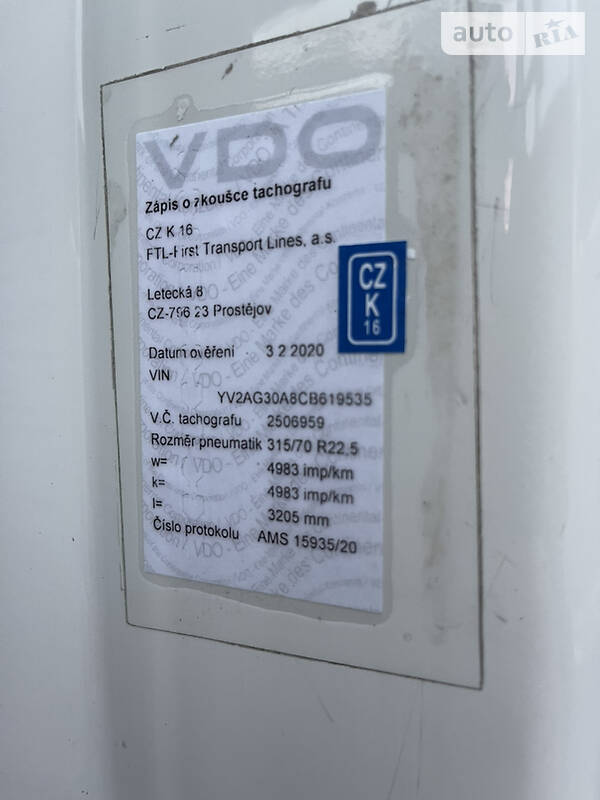 auto RIA
VDO
Zápis o zkoušce tachografu
CZ K 16
FTL-First Transport Lines, a.s.
Letecká 8
CZ-796 23 Prostějov
CZ
K
16
Datum ověření 3 2 2020
VIN
YV2AG30A8CB619535
V.Č. tachografu 2506959
Rozměr pneumatik 315/70 R22,5
w= 4983 imp/km
k= 4983 imp/km
l= 3205 mm
Číslo protokolu AMS 15935/20